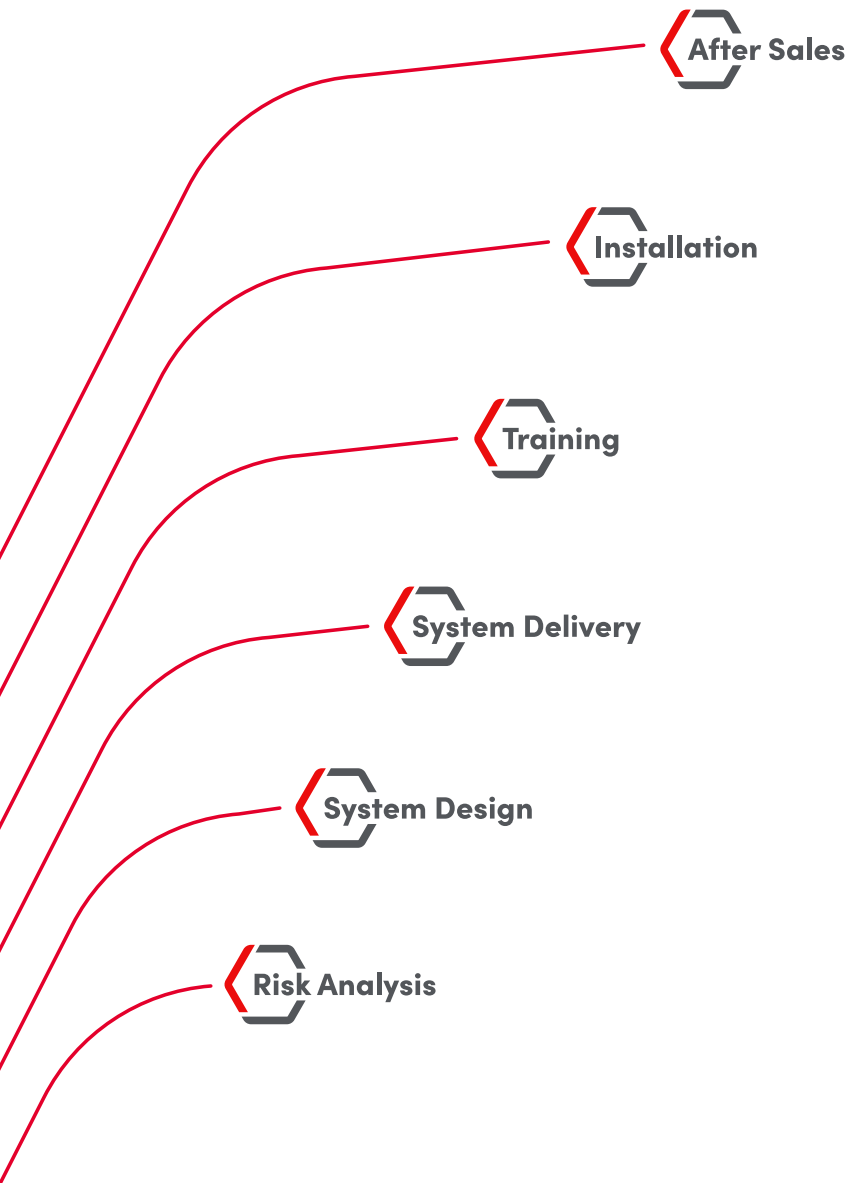 After Sales
Installation
Training
System Delivery
System Design
Risk Analysis